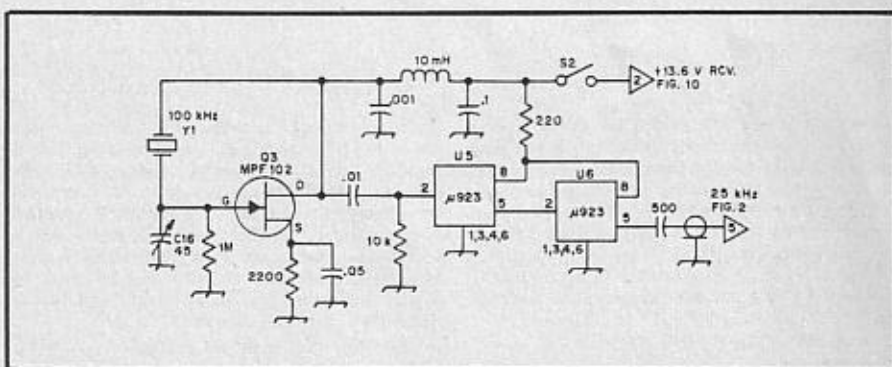 10 mH
S2
2
+13.6 V RCV.
FIG. 10
.001
.1
100 kHz
Y1
220
Q3
MPF102
D
G
S
.01
U5
8
2
μ923
5
1,3,4,6
U6
8
2
μ923
5
1,3,4,6
500
25 kHz
FIG. 2
5
C16
45
1M
2200
.05
10 k